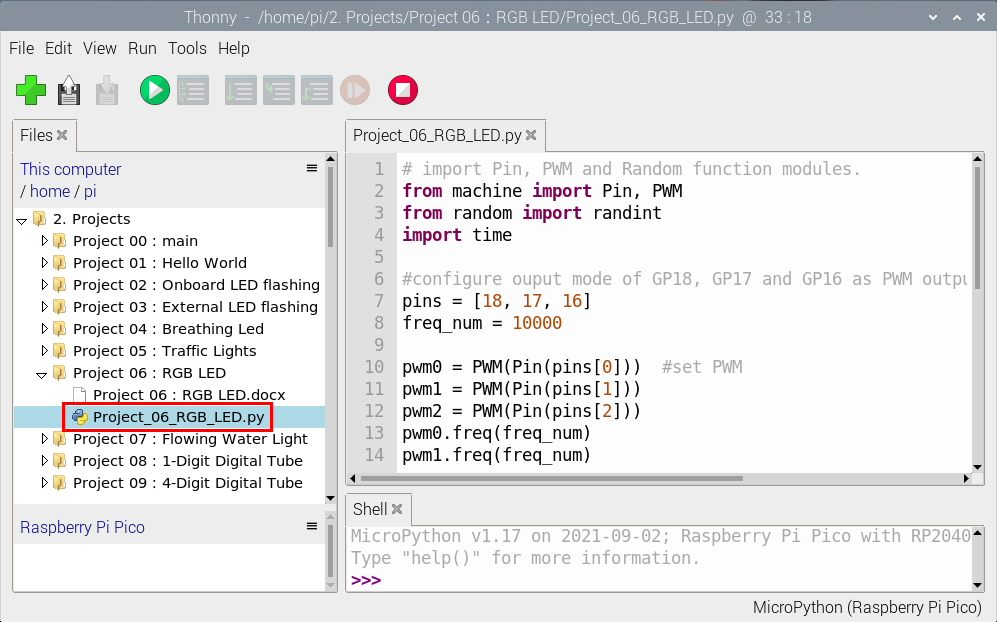 Thonny - /home/pi/2. Projects/Project 06 : RGB LED/Project_06_RGB_LED.py @ 33 : 18
File Edit View Run Tools Help
Files
This computer
/ home / pi
2. Projects
Project 00 : main
Project 01 : Hello World
Project 02 : Onboard LED flashing
Project 03 : External LED flashing
Project 04 : Breathing Led
Project 05 : Traffic Lights
Project 06 : RGB LED
Project 06 : RGB LED.docx
Project_06_RGB_LED.py
Project 07 : Flowing Water Light
Project 08 : 1-Digit Digital Tube
Project 09 : 4-Digit Digital Tube
Raspberry Pi Pico
Project_06_RGB_LED.py
1 # import Pin, PWM and Random function modules.
2 from machine import Pin, PWM
3 from random import randint
4 import time
5
6 #configure ouput mode of GP18, GP17 and GP16 as PWM outpu
7 pins = [18, 17, 16]
8 freq_num = 10000
9
10 pwm0 = PWM(Pin(pins[0]))  #set PWM
11 pwm1 = PWM(Pin(pins[1]))
12 pwm2 = PWM(Pin(pins[2]))
13 pwm0.freq(freq_num)
14 pwm1.freq(freq_num)
Shell
MicroPython v1.17 on 2021-09-02; Raspberry Pi Pico with RP2040
Type "help()" for more information.
>>>
MicroPython (Raspberry Pi Pico)